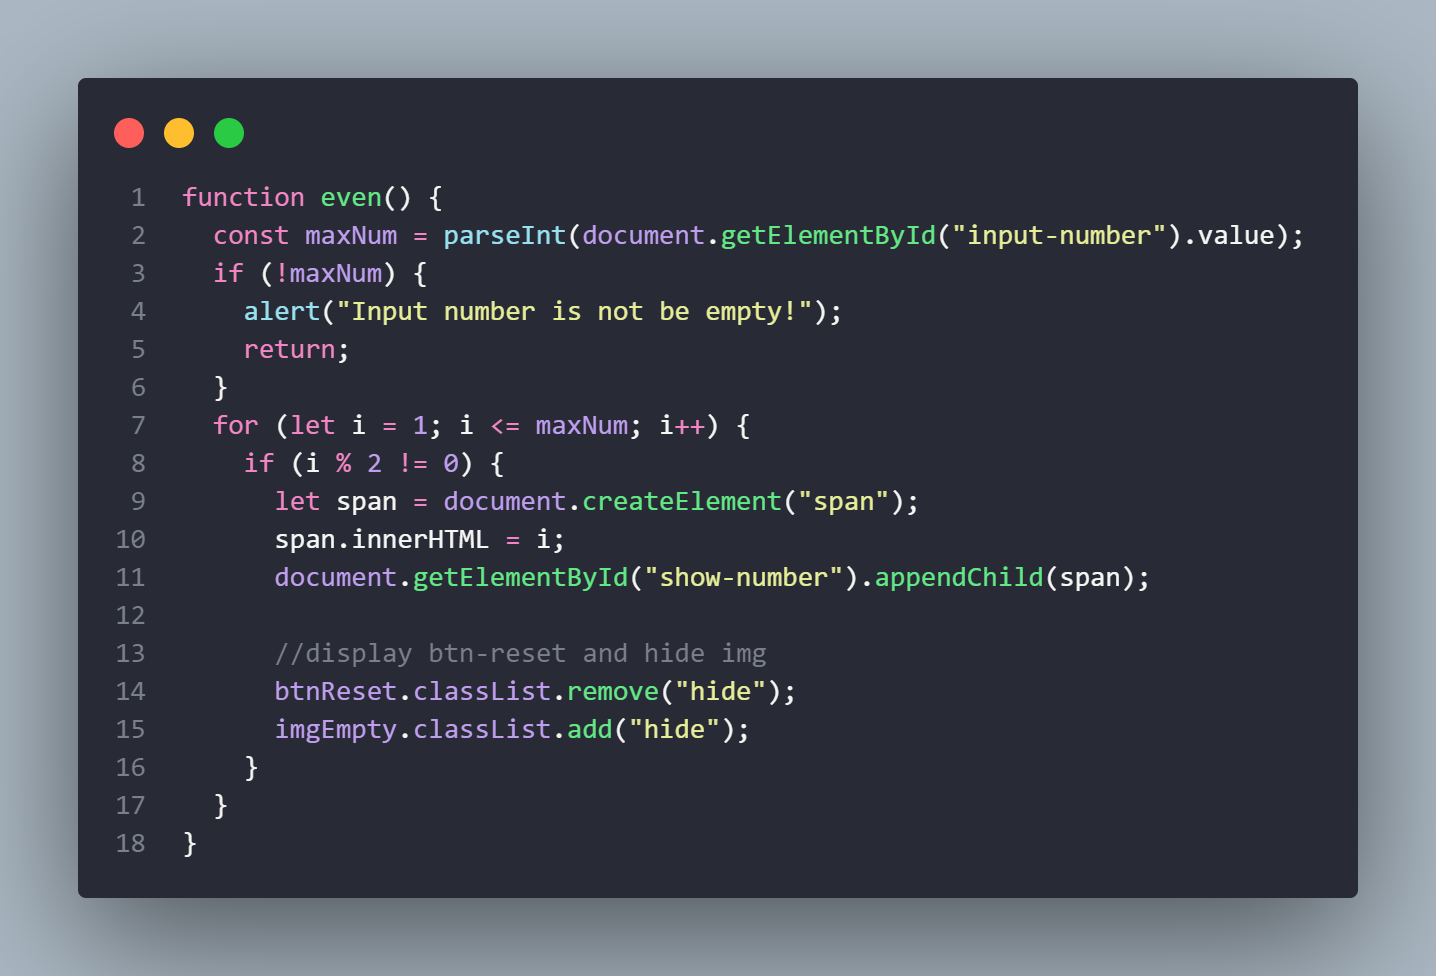 1 function even() {
2   const maxNum = parseInt(document.getElementById("input-number").value);
3   if (!maxNum) {
4     alert("Input number is not be empty!");
5     return;
6   }
7   for (let i = 1; i <= maxNum; i++) {
8     if (i % 2 != 0) {
9       let span = document.createElement("span");
10       span.innerHTML = i;
11       document.getElementById("show-number").appendChild(span);
12
13       //display btn-reset and hide img
14       btnReset.classList.remove("hide");
15       imgEmpty.classList.add("hide");
16     }
17   }
18 }